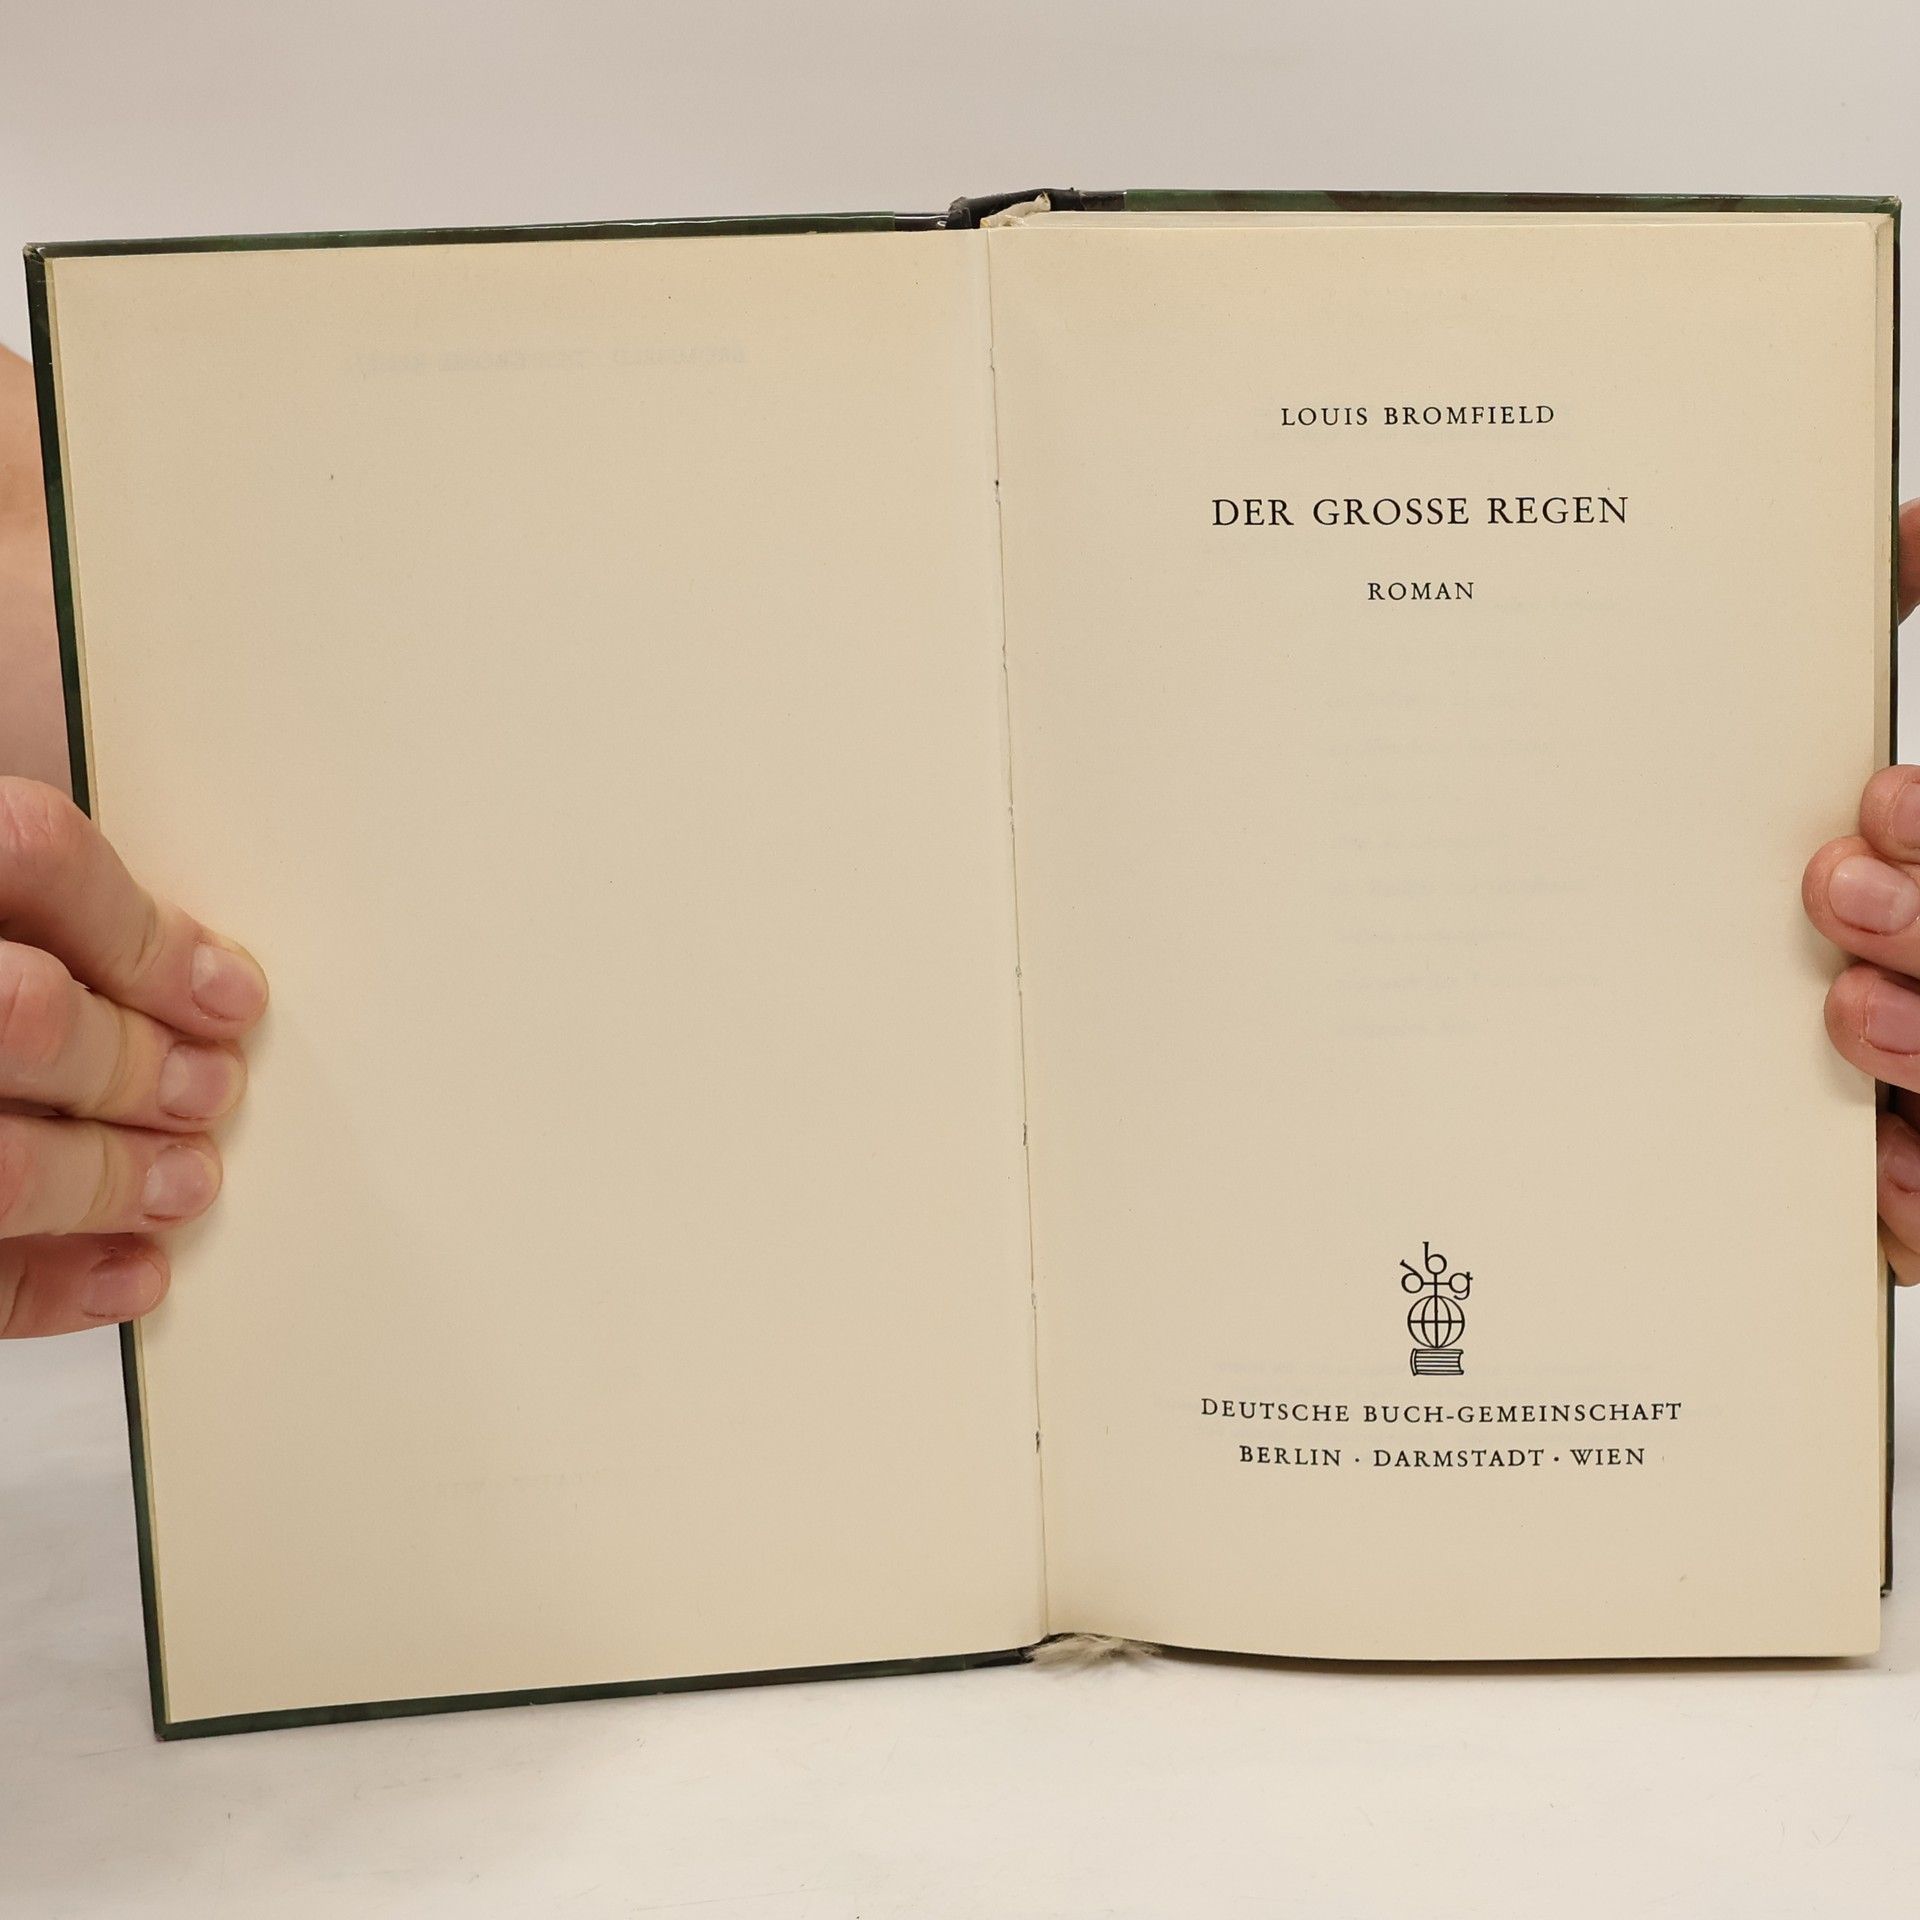 LOUIS BROMFIELD
DER GROSSE REGEN
ROMAN
dbg
DEUTSCHE BUCH-GEMEINSCHAFT
BERLIN · DARMSTADT · WIEN